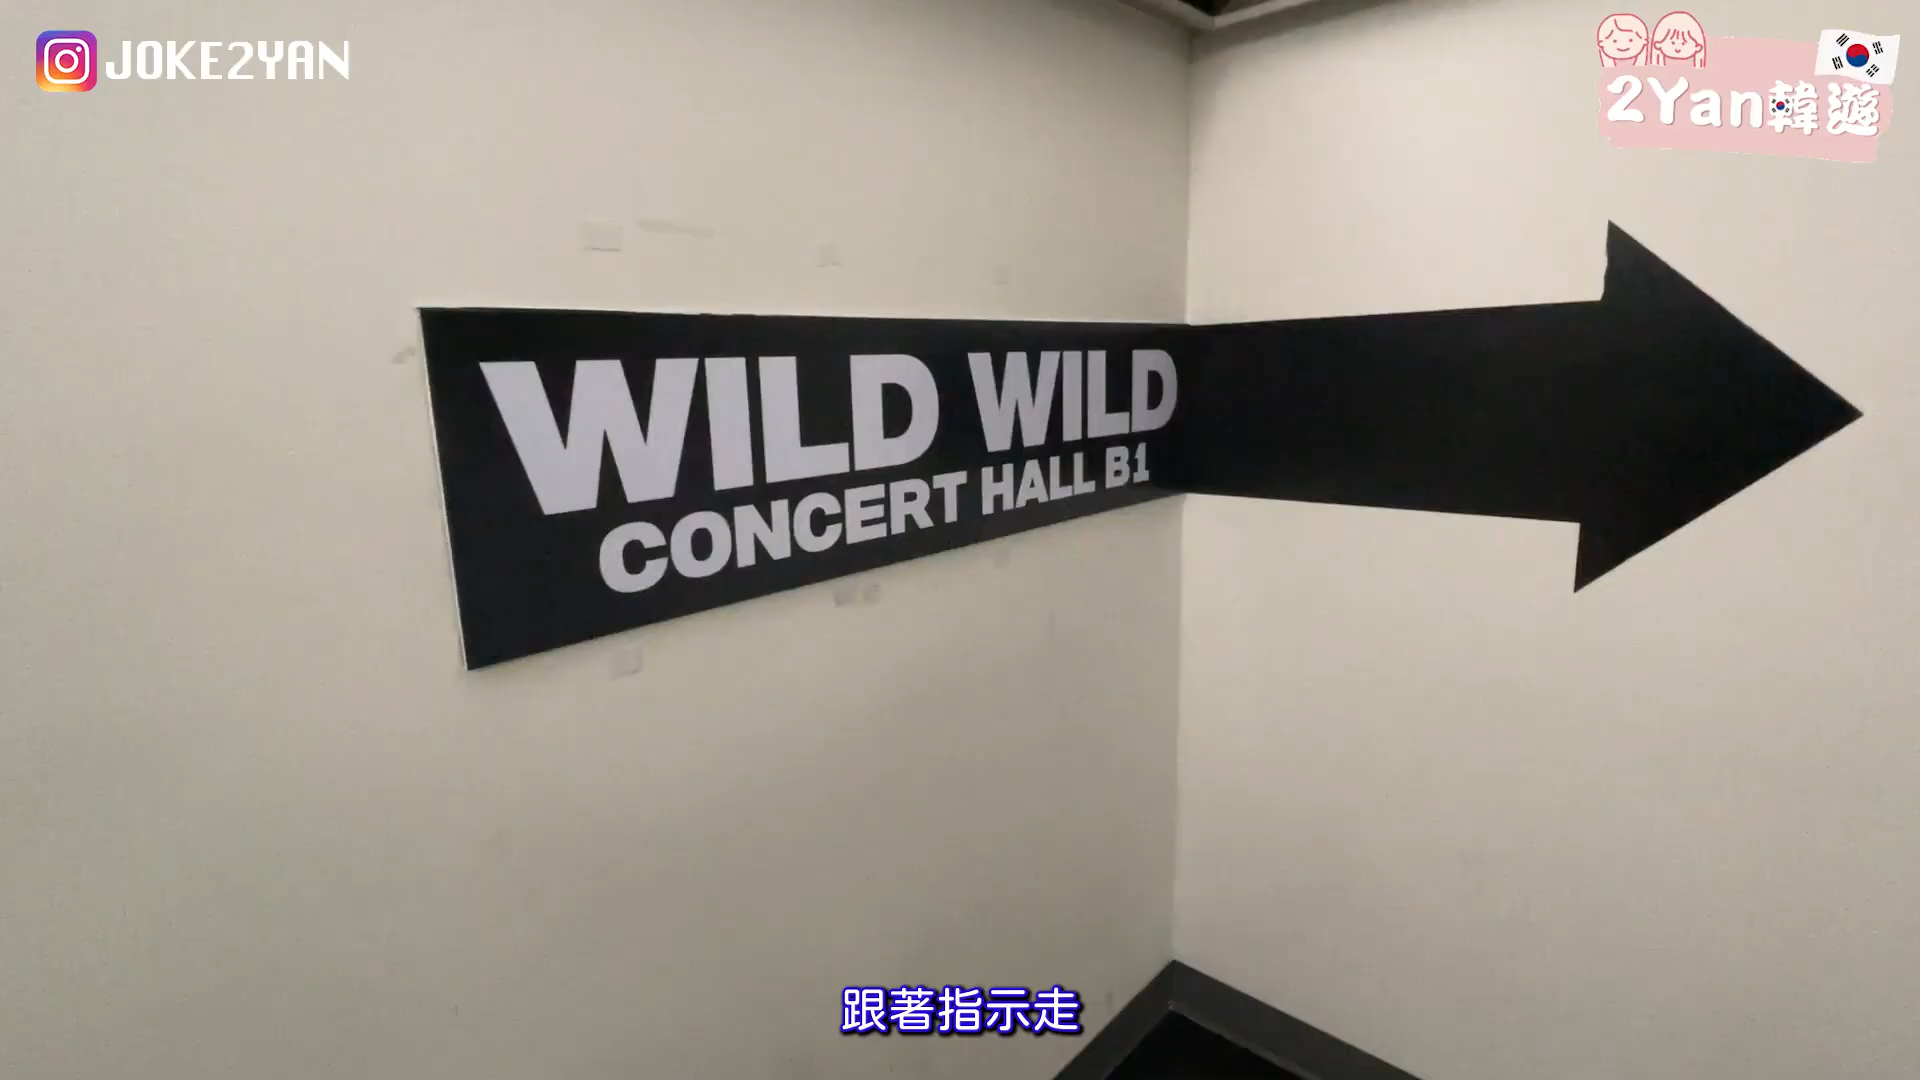 JOKE2YAN
2Yan韓遊
WILD WILD
CONCERT HALL B1
跟著指示走